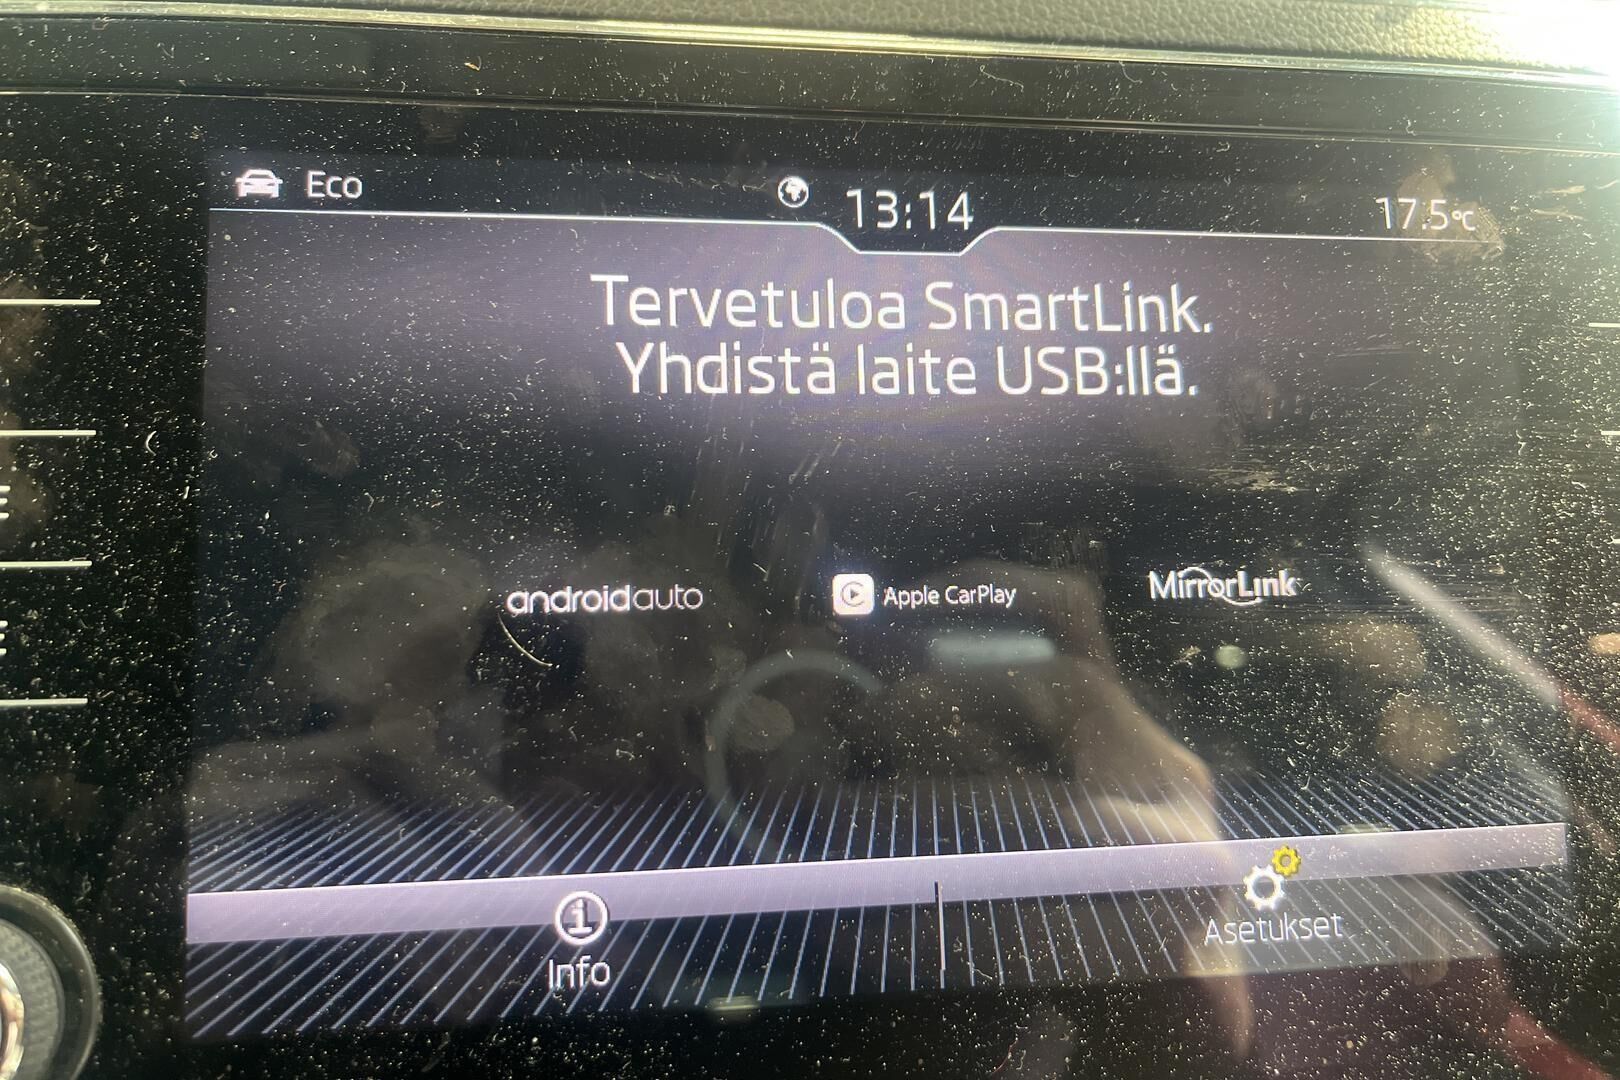 Eco
13:14
17.5°C
Tervetuloa SmartLink.
Yhdistä laite USB:llä.
androidauto
Apple CarPlay
MirrorLink
Info
Asetukset